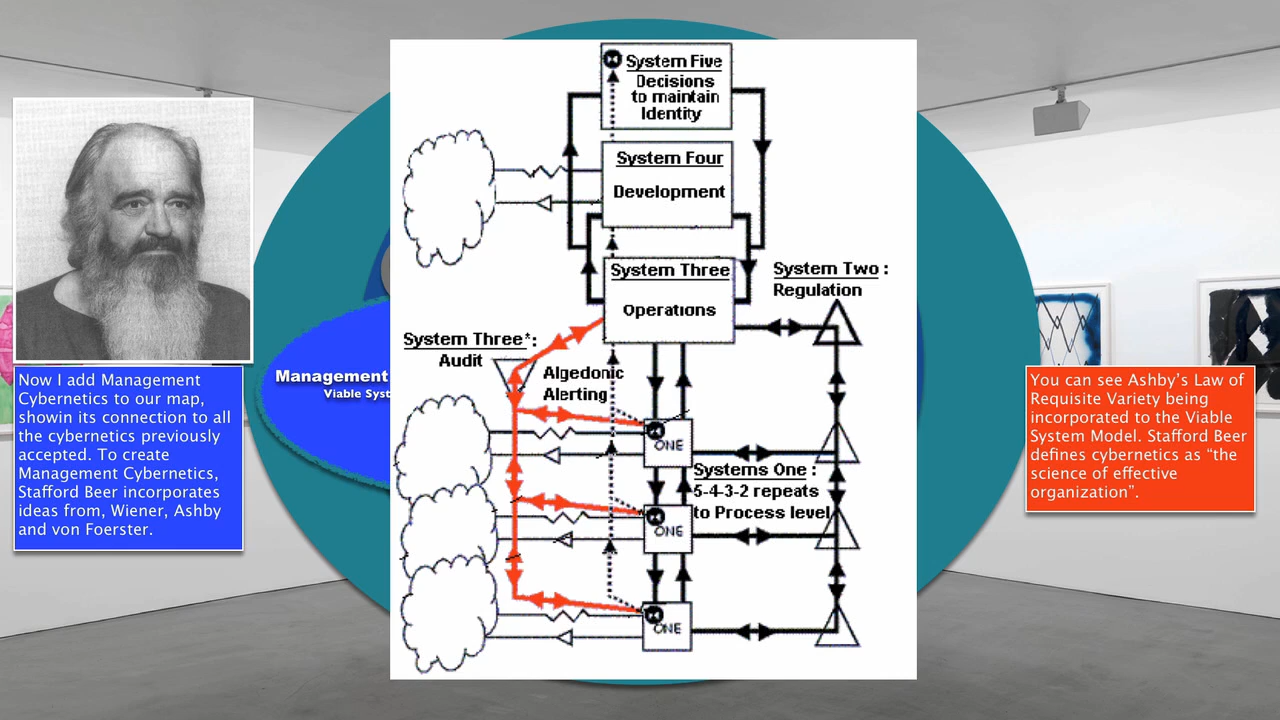 System Five
Decisions
to maintain
Identity
System Four
Development
System Three
Operations
System Two :
Regulation
System Three*:
Audit
Algedonic
Alerting
ONE
Systems One :
5-4-3-2 repeats
to Process level
ONE
ONE
Management
Viable Syst
Now I add Management
Cybernetics to our map,
showin its connection to all
the cybernetics previously
accepted. To create
Management Cybernetics,
Stafford Beer incorporates
ideas from, Wiener, Ashby
and von Foerster.
You can see Ashby’s Law of
Requisite Variety being
incorporated to the Viable
System Model. Stafford Beer
defines cybernetics as “the
science of effective
organization”.